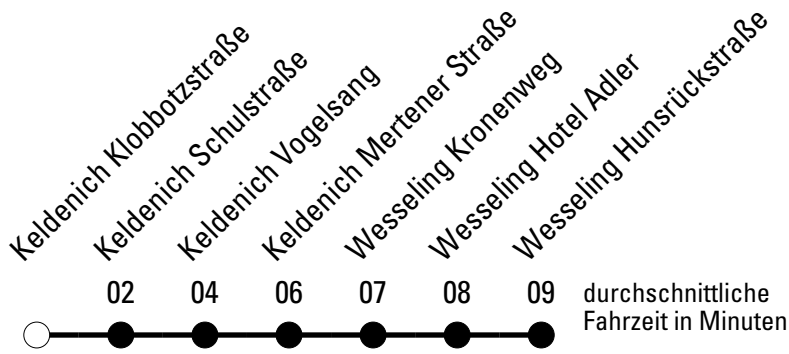 Keldenich Klobbotzstraße
Keldenich Schulstraße
Keldenich Vogelsang
Keldenich Mertener Straße
Wesseling Kronenweg
Wesseling Hotel Adler
Wesseling Hunsrückstraße
02 04 06 07 08 09
durchschnittliche
Fahrzeit in Minuten